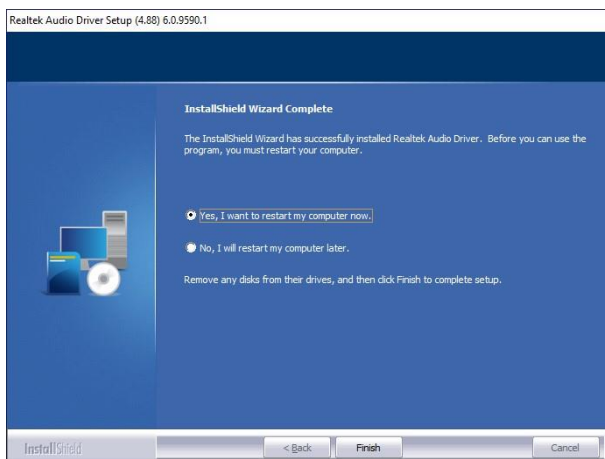 Realtek Audio Driver Setup (4.88) 6.0.9590.1
InstallShield Wizard Complete
The InstallShield Wizard has successfully installed Realtek Audio Driver.  Before you can use the
program, you must restart your computer.
Yes, I want to restart my computer now.
No, I will restart my computer later.
Remove any disks from their drives, and then click Finish to complete setup.
InstallShield
< Back
Finish
Cancel